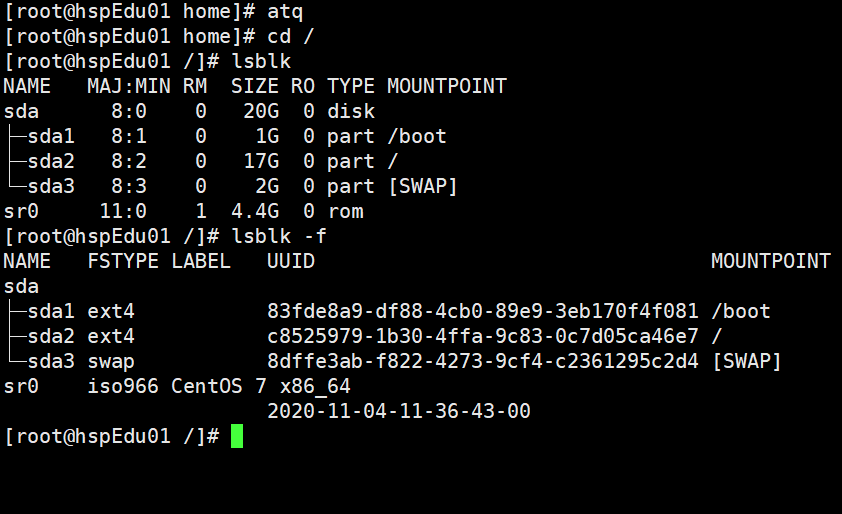 [root@hspEdu01 home]# atq
[root@hspEdu01 home]# cd /
[root@hspEdu01 /]# lsblk
NAME   MAJ:MIN RM  SIZE RO TYPE MOUNTPOINT
sda      8:0    0   20G  0 disk
├─sda1   8:1    0    1G  0 part /boot
├─sda2   8:2    0   17G  0 part /
└─sda3   8:3    0    2G  0 part [SWAP]
sr0     11:0    1  4.4G  0 rom
[root@hspEdu01 /]# lsblk -f
NAME   FSTYPE LABEL   UUID                                 MOUNTPOINT
sda
├─sda1 ext4           83fde8a9-df88-4cb0-89e9-3eb170f4f081 /boot
├─sda2 ext4           c8525979-1b30-4ffa-9c83-0c7d05ca46e7 /
└─sda3 swap           8dffe3ab-f822-4273-9cf4-c2361295c2d4 [SWAP]
sr0    iso966 CentOS 7 x86_64
                      2020-11-04-11-36-43-00
[root@hspEdu01 /]#